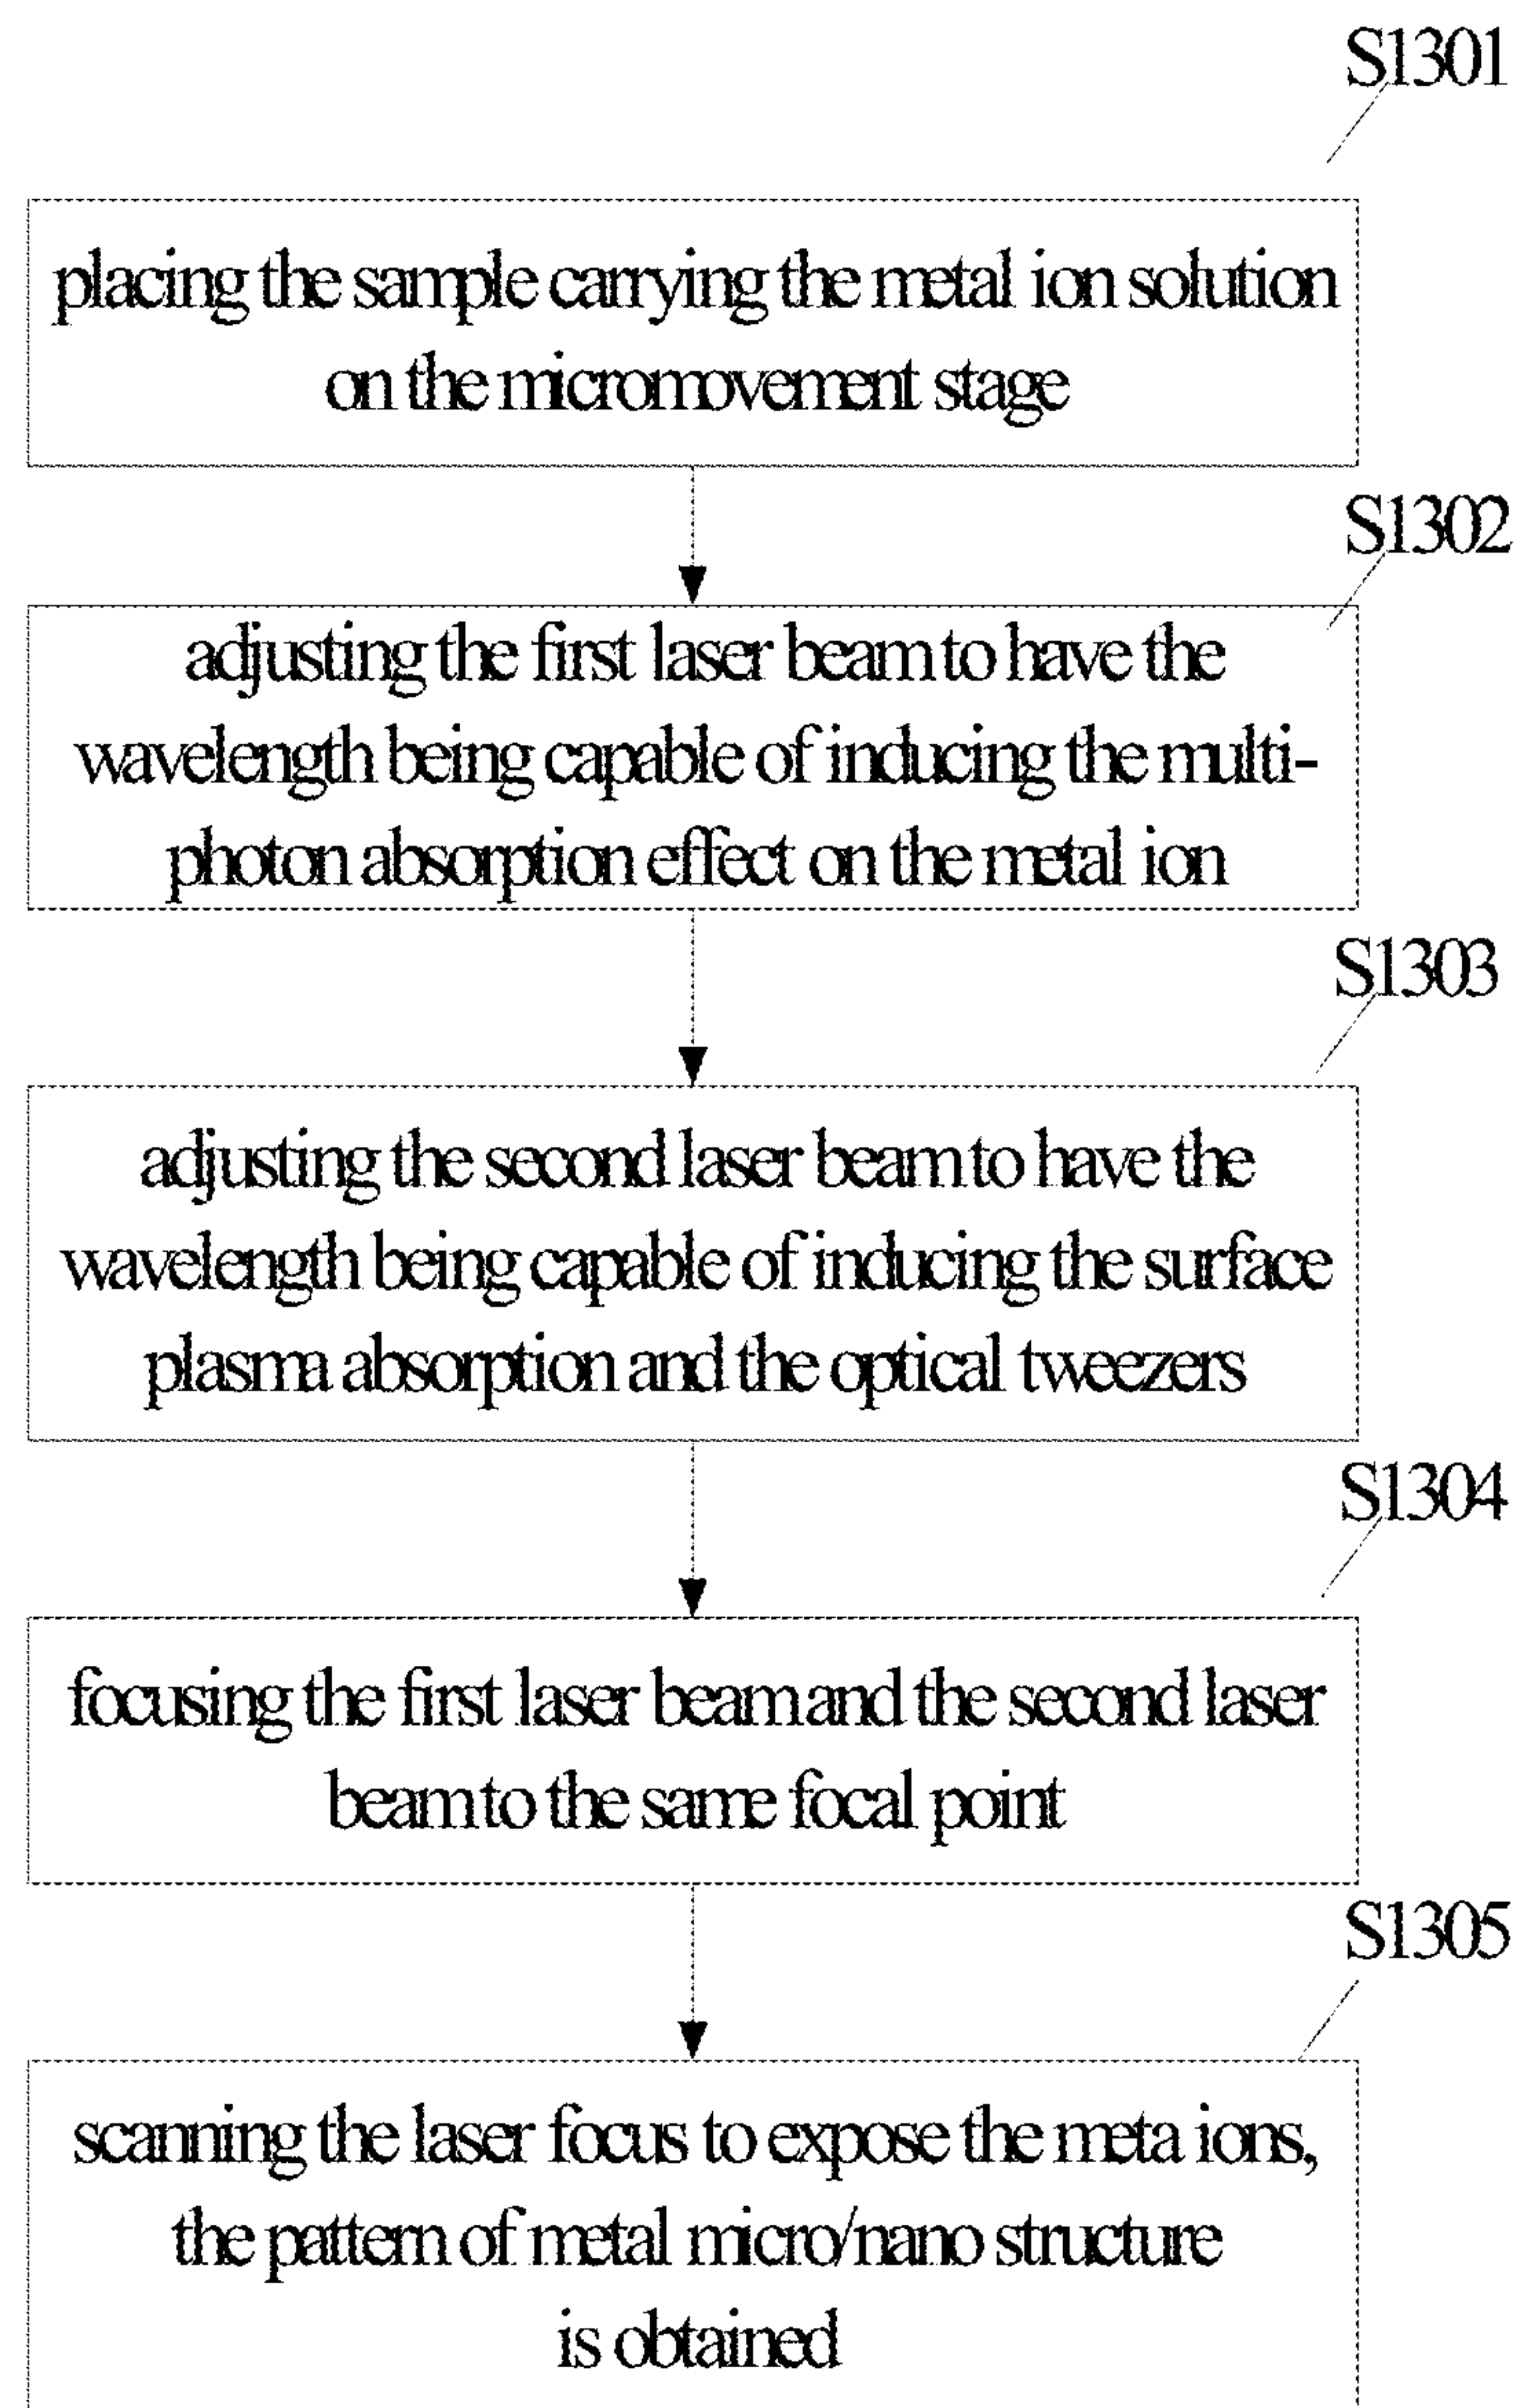 S1301
placing the sample carrying the metal ion solution
on the micromovement stage
S1302
adjusting the first laser beam to have the
wavelength being capable of inducing the multi-
photon absorption effect on the metal ion
S1303
adjusting the second laser beam to have the
wavelength being capable of inducing the surface
plasma absorption and the optical tweezers
S1304
focusing the first laser beam and the second laser
beam to the same focal point
S1305
scanning the laser focus to expose the meta ions,
the pattern of metal micro/nano structure
is obtained